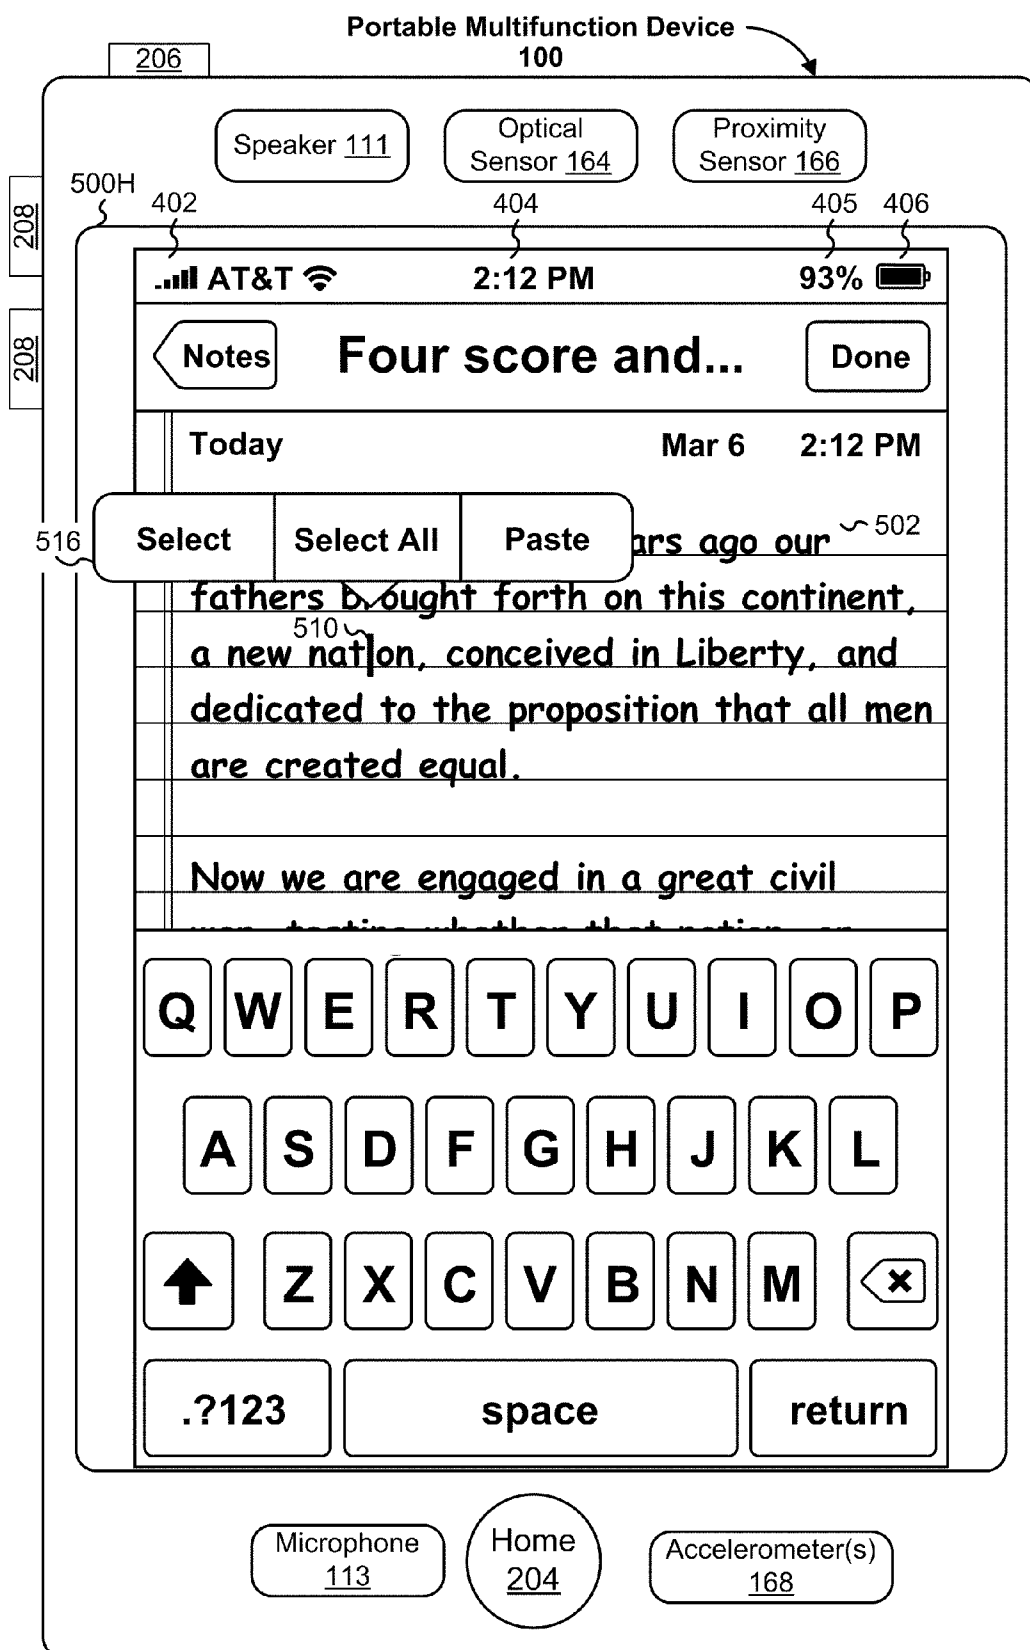 Portable Multifunction Device
100
206
Speaker 111
Optical
Sensor 164
Proximity
Sensor 166
500H
402
404
405
406
208
208
AT&T
2:12 PM
93%
Notes
Four score and...
Done
Today
Mar 6
2:12 PM
516
Select
Select All
Paste
ars ago our
502
fathers brought forth on this continent,
510
a new nation, conceived in Liberty, and
dedicated to the proposition that all men
are created equal.
Now we are engaged in a great civil
Q W E R T Y U I O P
A S D F G H J K L
Z X C V B N M
.?123
space
return
Microphone
113
Home
204
Accelerometer(s)
168